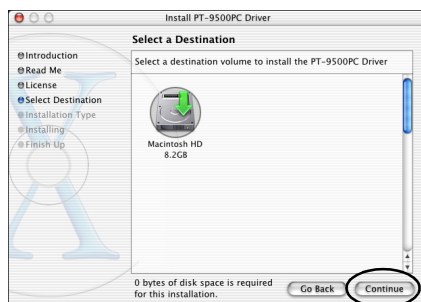 Install PT-9500PC Driver
Select a Destination
Introduction
Read Me
License
Select Destination
Installation Type
Installing
Finish Up
Select a destination volume to install the PT-9500PC Driver
Macintosh HD
8.2GB
0 bytes of disk space is required
for this installation.
Go Back
Continue